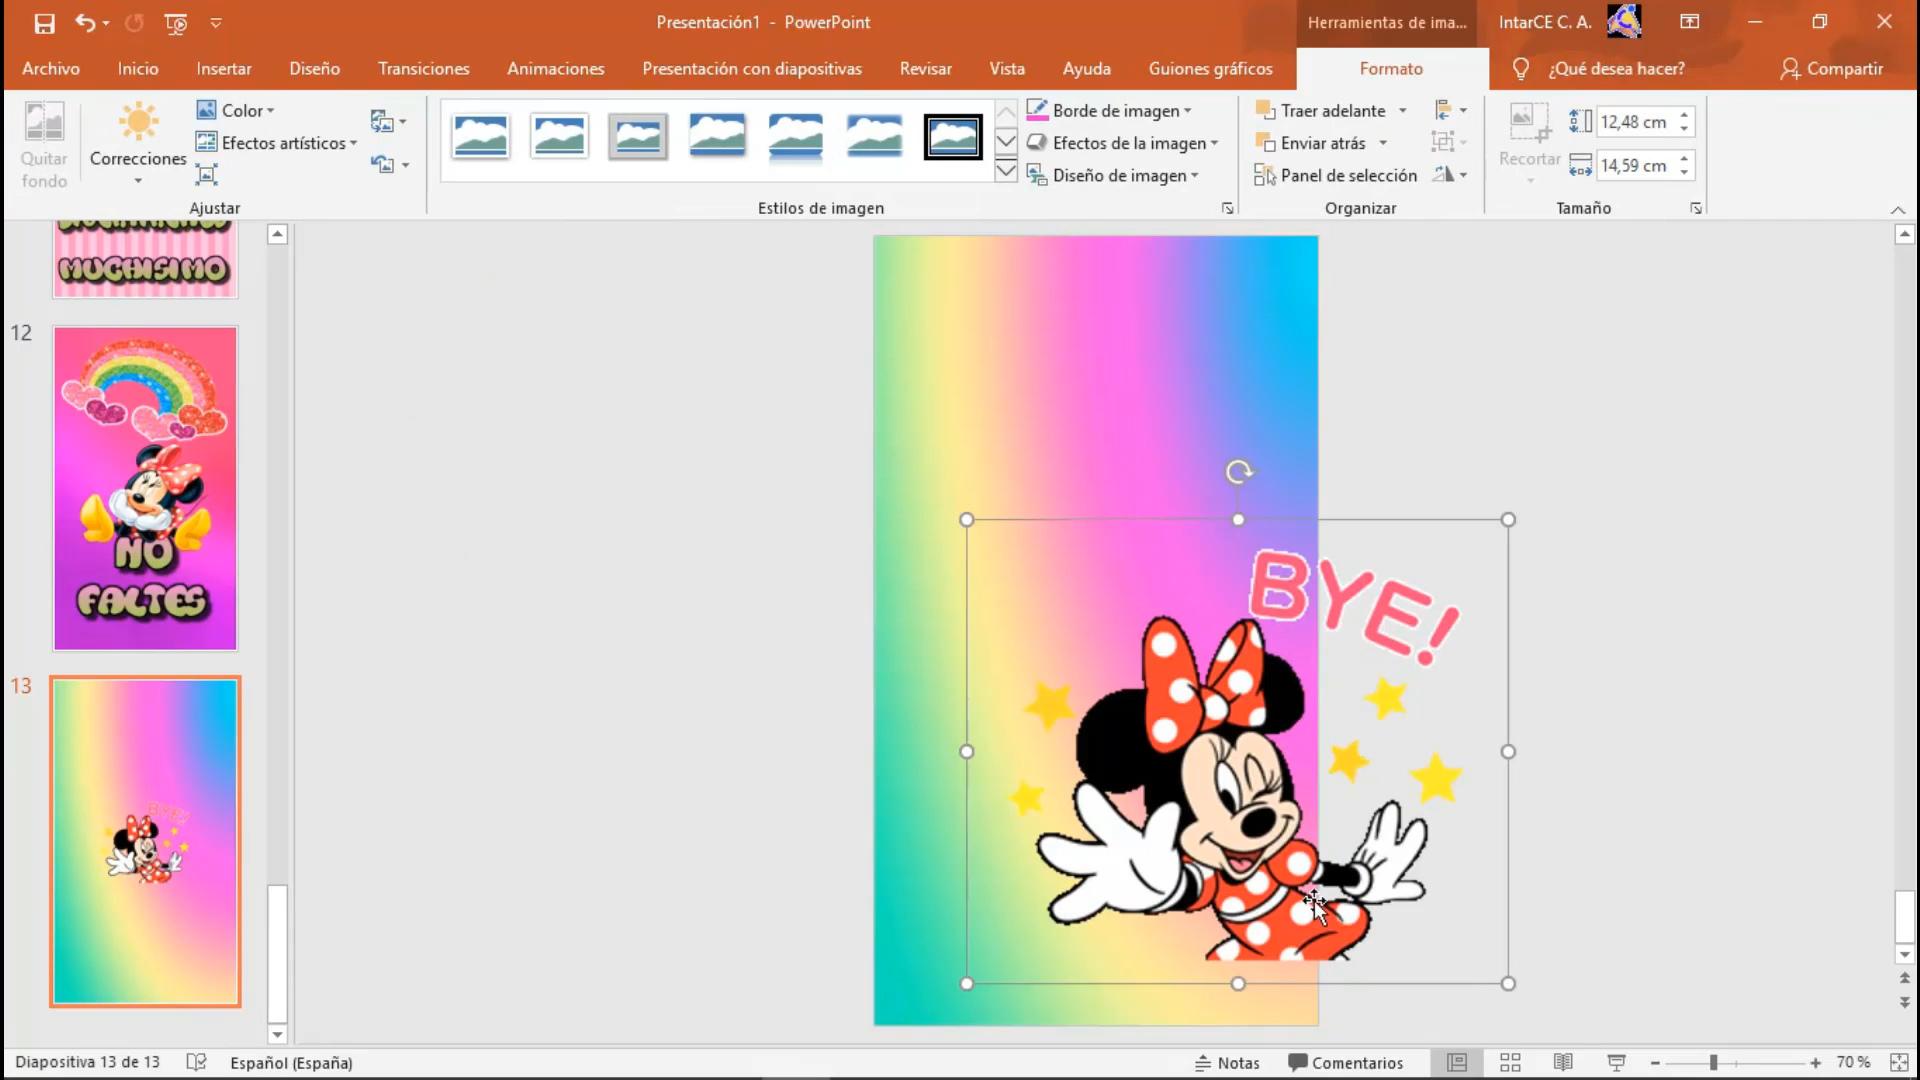 Presentación1 - PowerPoint
Herramientas de ima...
IntarCE C. A.
Archivo
Inicio
Insertar
Diseño
Transiciones
Animaciones
Presentación con diapositivas
Revisar
Vista
Ayuda
Guiones gráficos
Formato
¿Qué desea hacer?
Compartir
Quitar
fondo
Correcciones
Color
Efectos artísticos
Ajustar
Estilos de imagen
Borde de imagen
Efectos de la imagen
Diseño de imagen
Traer adelante
Enviar atrás
Panel de selección
Organizar
Recortar
12,48 cm
14,59 cm
Tamaño
MUCHISIMO
12
NO
FALTES
13
BYE!
BYE!
Diapositiva 13 de 13
Español (España)
Notas
Comentarios
70 %